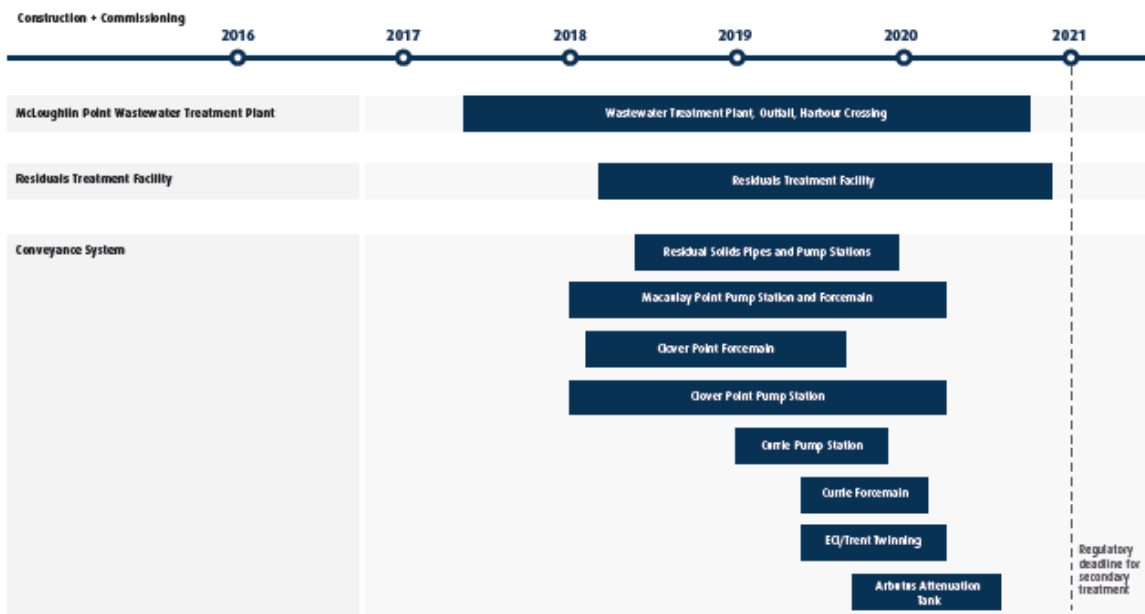 Construction + Commissioning
2016 2017 2018 2019 2020 2021
McLoughlin Point Wastewater Treatment Plant
Wastewater Treatment Plant, Outfall, Harbour Crossing
Residuals Treatment Facility
Residuals Treatment Facility
Conveyance System
Residual Solids Pipes and Pump Stations
Macaulay Point Pump Station and Forcemain
Clover Point Forcemain
Clover Point Pump Station
Currie Pump Station
Currie Forcemain
ECI/Trent Twinning
Arbutus Attenuation
Tank
Regulatory
deadline for
secondary
treatment